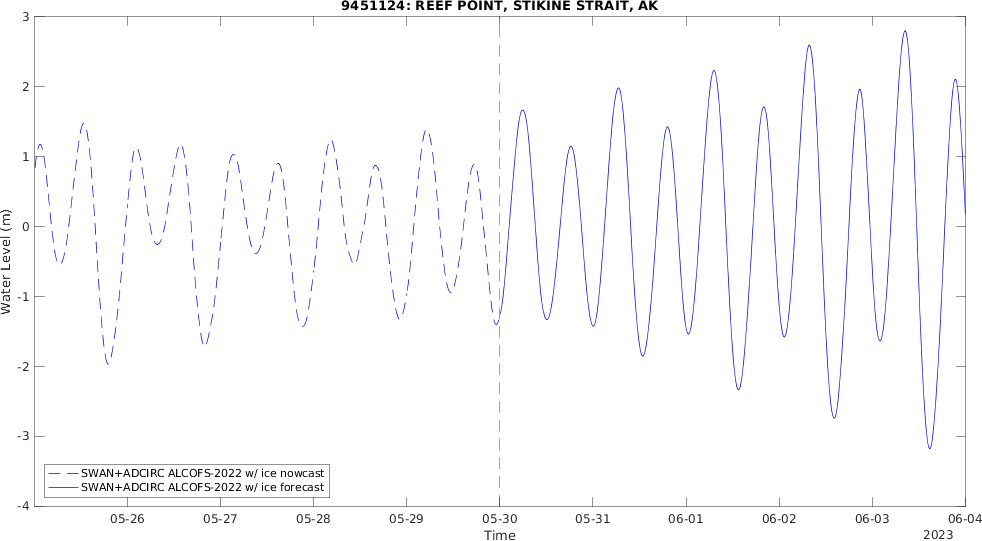 9451124: REEF POINT, STIKINE STRAIT, AK
3
2
1
0
-1
-2
-3
-4
Water Level (m)
SWAN+ADCIRC ALCOFS-2022 w/ ice nowcast
SWAN+ADCIRC ALCOFS-2022 w/ ice forecast
05-26 05-27 05-28 05-29 05-30 05-31 06-01 06-02 06-03 06-04
Time
2023